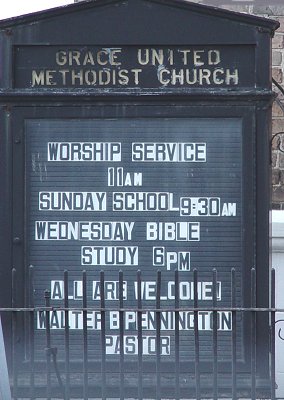 GRACE UNITED
METHODIST CHURCH
WORSHIP SERVICE
11AM
SUNDAY SCHOOL 9:30AM
WEDNESDAY BIBLE
STUDY 6PM
ALL ARE WELCOME!
WALTER B PENNINGTON
PASTOR